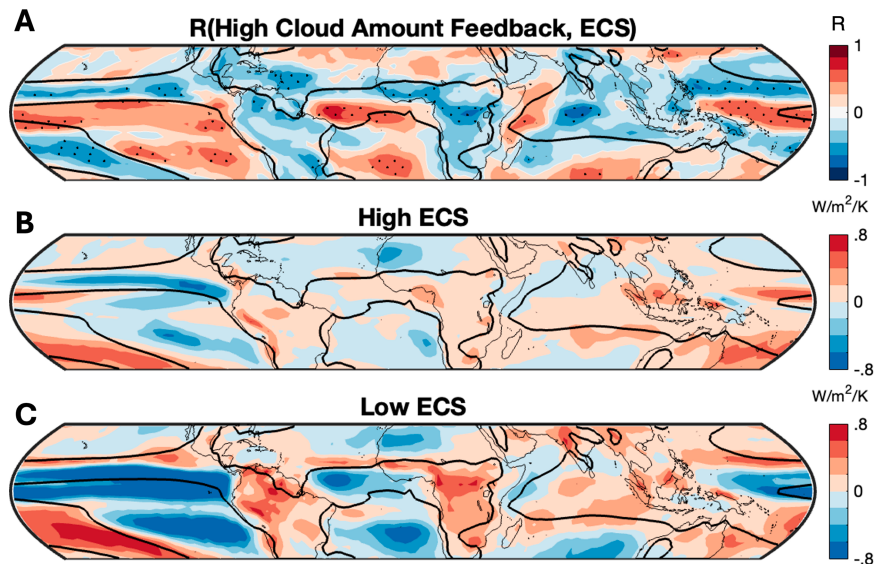 A
R(High Cloud Amount Feedback, ECS)
R
1
0
-1
B
High ECS
W/m²/K
.8
0
-.8
C
Low ECS
W/m²/K
.8
0
-.8